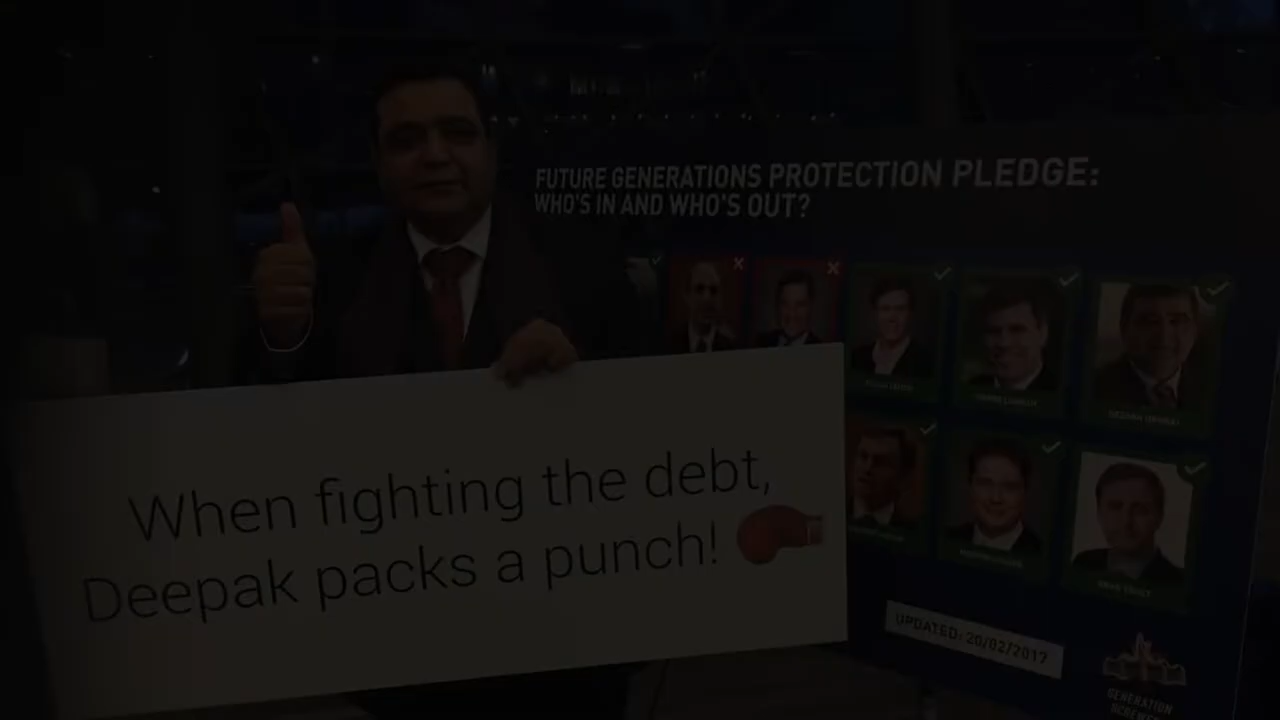 FUTURE GENERATIONS PROTECTION PLEDGE:
WHO'S IN AND WHO'S OUT?
When fighting the debt,
Deepak packs a punch!
UPDATED: 20/02/2017
GENERATION